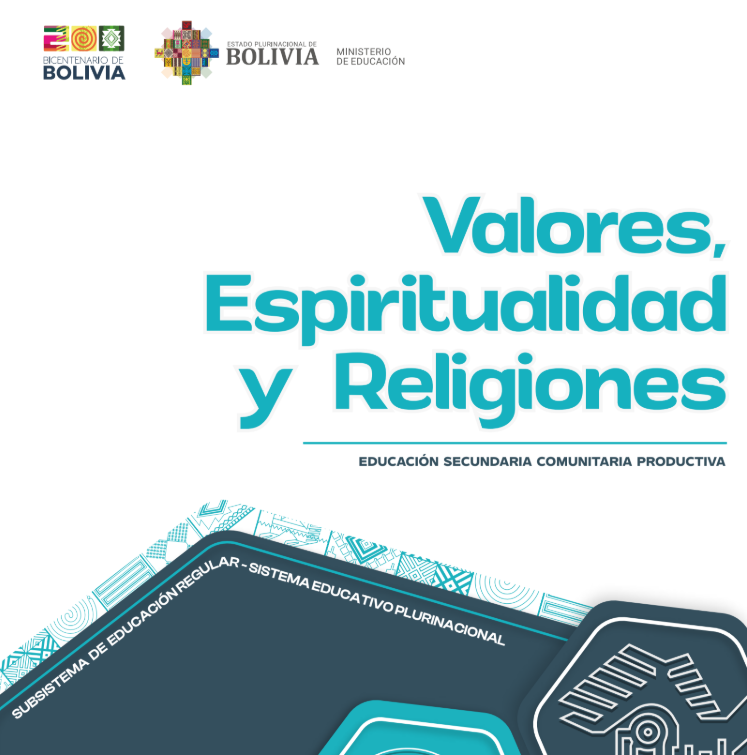 BICENTENARIO DE
BOLIVIA
ESTADO PLURINACIONAL DE
BOLIVIA
MINISTERIO
DE EDUCACIÓN
Valores,
Espiritualidad
y Religiones
EDUCACIÓN SECUNDARIA COMUNITARIA PRODUCTIVA
SUBSISTEMA DE EDUCACIÓN REGULAR - SISTEMA EDUCATIVO PLURINACIONAL